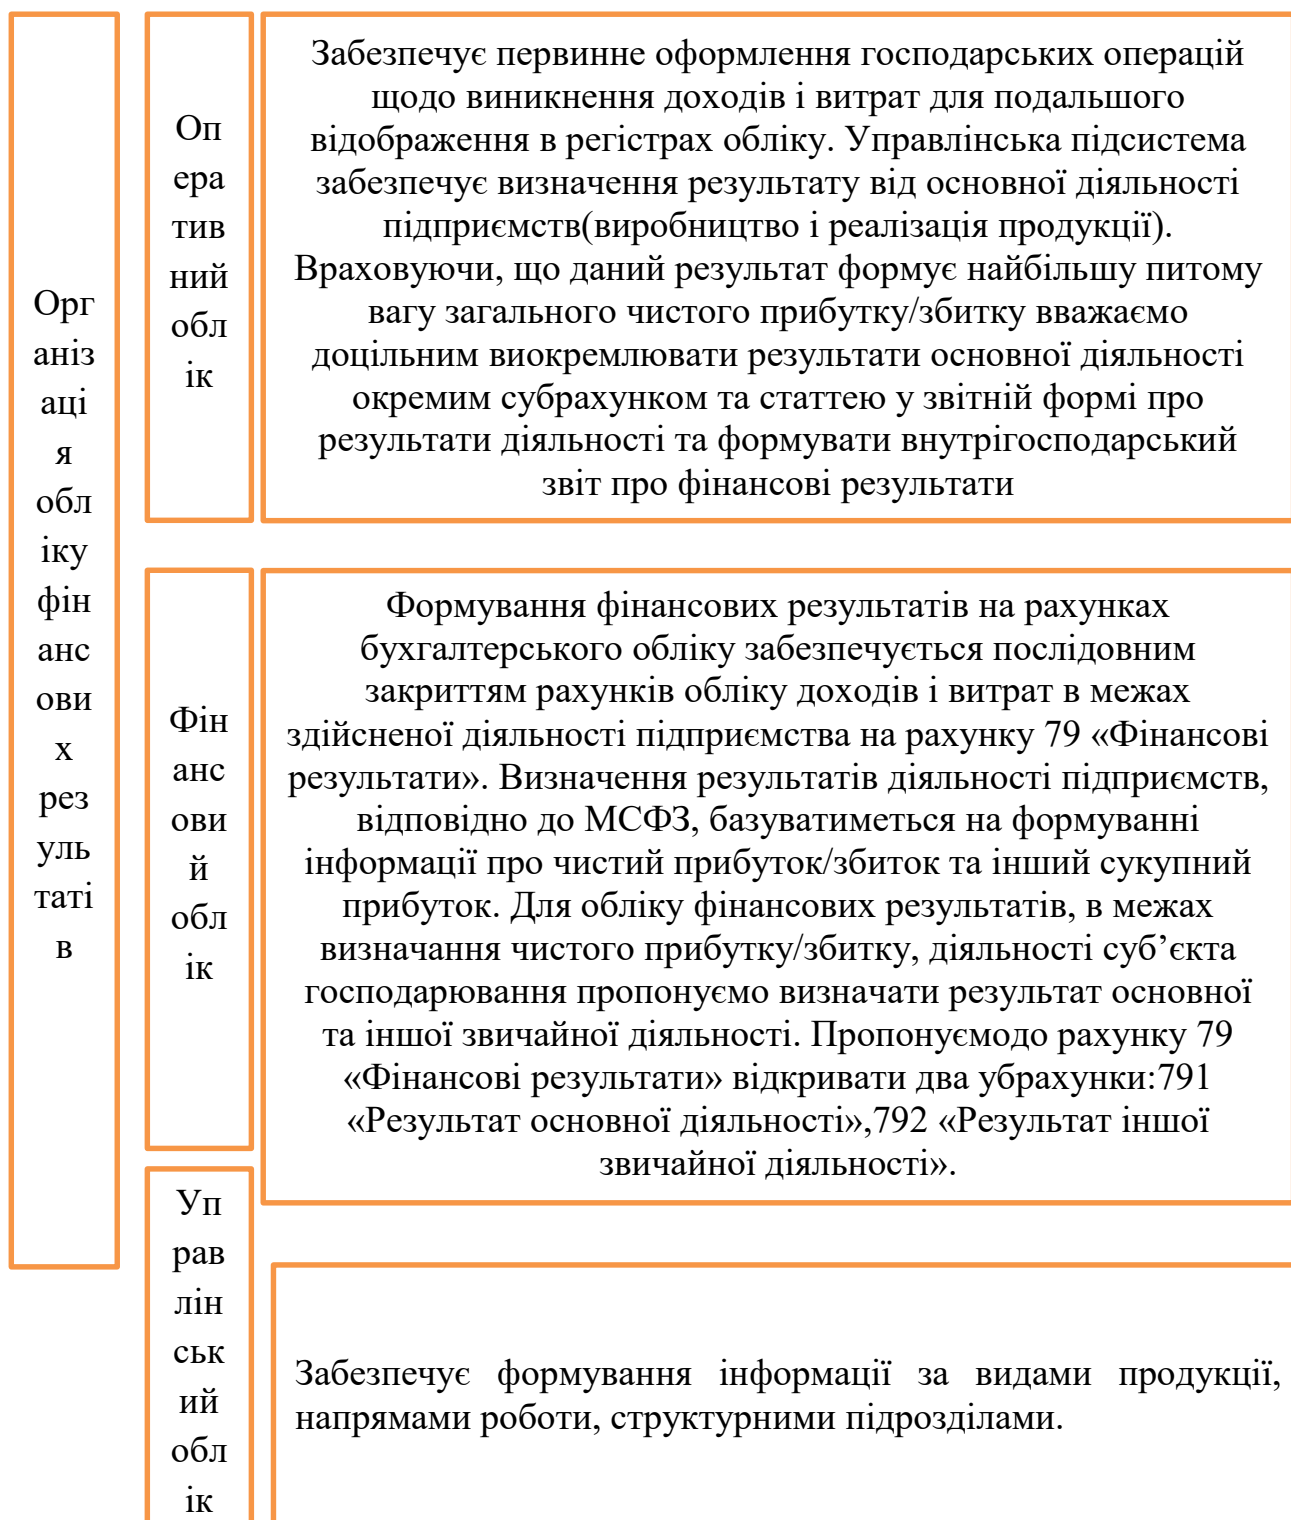 Орг
аніз
аці
я
обл
іку
фін
анс
ови
х
рез
уль
таті
в
Оп
ера
тив
ний
обл
ік
Забезпечує первинне оформлення господарських операцій
щодо виникнення доходів і витрат для подальшого
відображення в регістрах обліку. Управлінська підсистема
забезпечує визначення результату від основної діяльності
підприємств(виробництво і реалізація продукції).
Враховуючи, що даний результат формує найбільшу питому
вагу загального чистого прибутку/збитку вважаємо
доцільним виокремлювати результати основної діяльності
окремим субрахунком та статтею у звітній формі про
результати діяльності та формувати внутрігосподарський
звіт про фінансові результати
Фін
анс
ови
й
обл
ік
Формування фінансових результатів на рахунках
бухгалтерського обліку забезпечується послідовним
закриттям рахунків обліку доходів і витрат в межах
здійсненої діяльності підприємства на рахунку 79 «Фінансові
результати». Визначення результатів діяльності підприємств,
відповідно до МСФЗ, базуватиметься на формуванні
інформації про чистий прибуток/збиток та інший сукупний
прибуток. Для обліку фінансових результатів, в межах
визначання чистого прибутку/збитку, діяльності суб’єкта
господарювання пропонуємо визначати результат основної
та іншої звичайної діяльності. Пропонуємодо рахунку 79
«Фінансові результати» відкривати два убрахунки:791
«Результат основної діяльності»,792 «Результат іншої
звичайної діяльності».
Уп
рав
лін
ськ
ий
обл
ік
Забезпечує формування інформації за видами продукції,
напрямами роботи, структурними підрозділами.